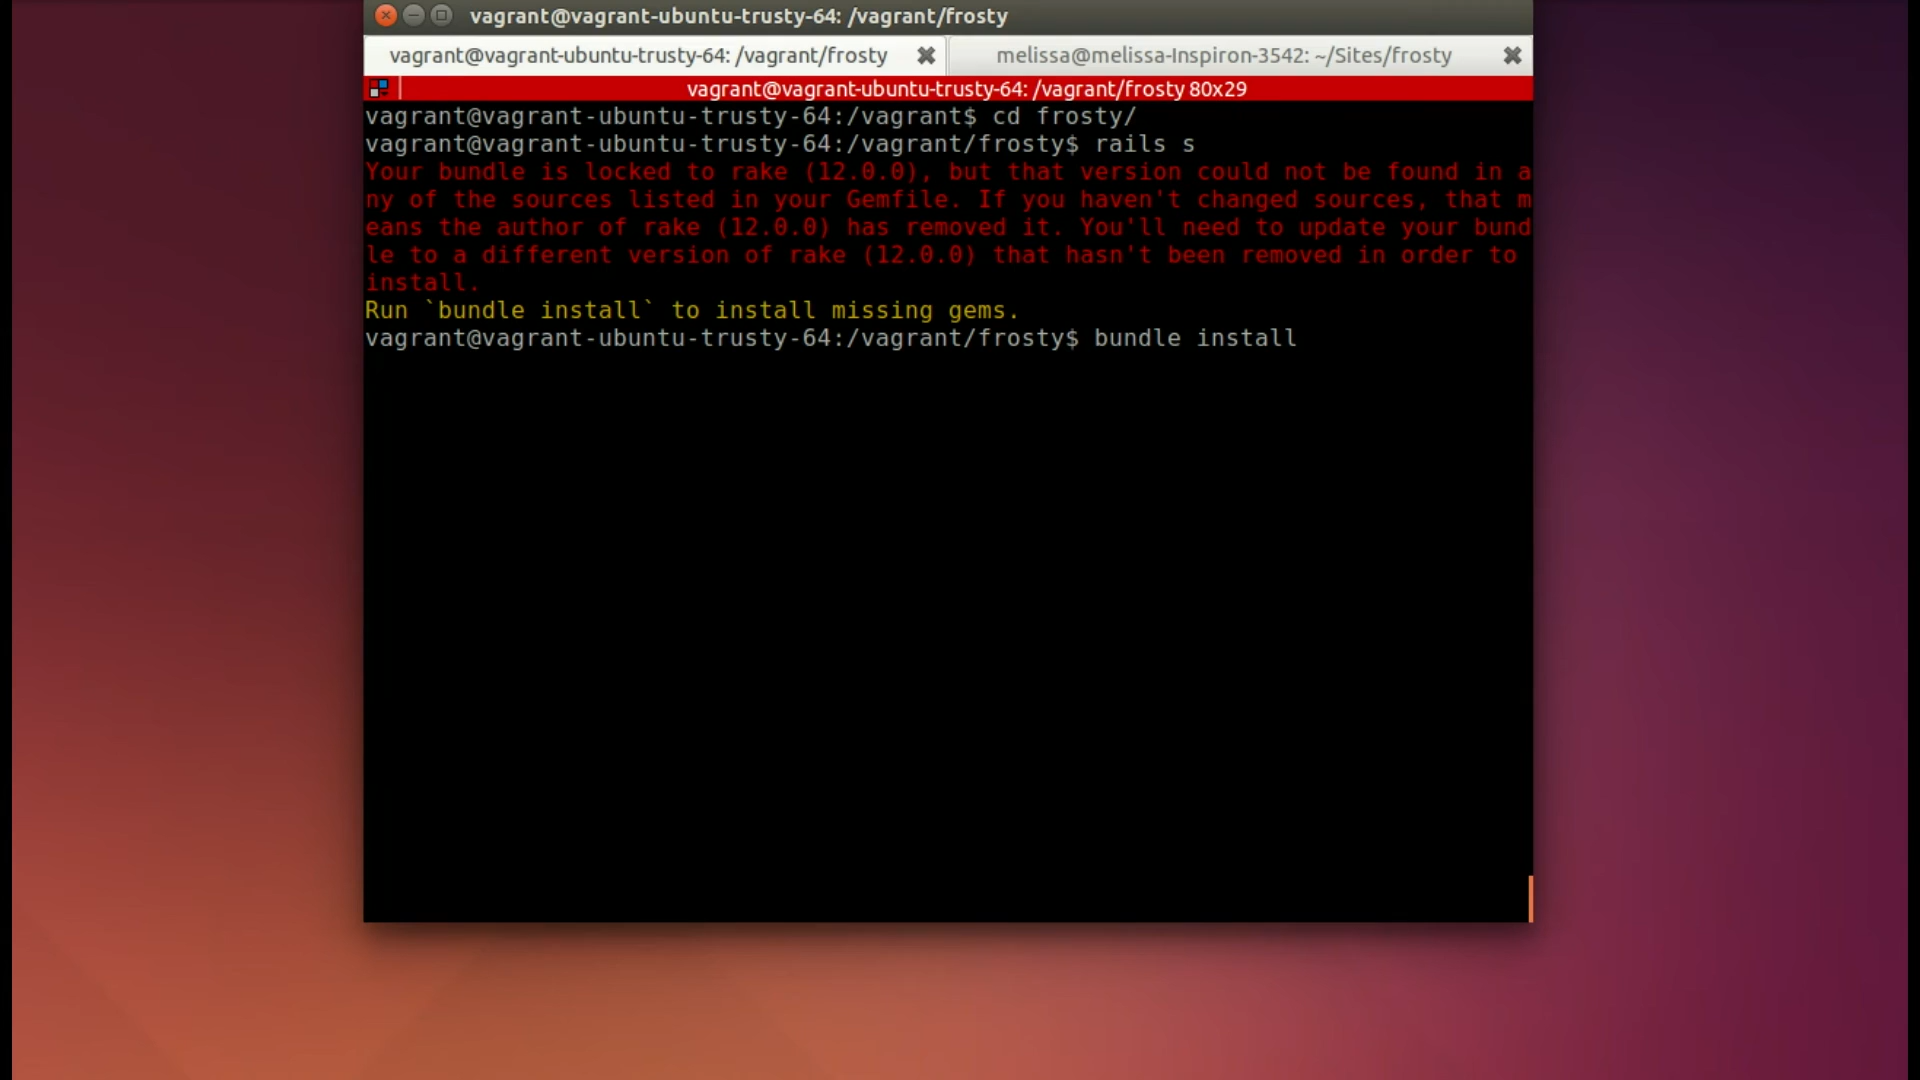 vagrant@vagrant-ubuntu-trusty-64: /vagrant/frosty
vagrant@vagrant-ubuntu-trusty-64: /vagrant/frosty
melissa@melissa-Inspiron-3542: ~/Sites/frosty
vagrant@vagrant-ubuntu-trusty-64: /vagrant/frosty 80x29
vagrant@vagrant-ubuntu-trusty-64:/vagrant$ cd frosty/
vagrant@vagrant-ubuntu-trusty-64:/vagrant/frosty$ rails s
Your bundle is locked to rake (12.0.0), but that version could not be found in a
ny of the sources listed in your Gemfile. If you haven't changed sources, that m
eans the author of rake (12.0.0) has removed it. You'll need to update your bund
le to a different version of rake (12.0.0) that hasn't been removed in order to
install.
Run `bundle install` to install missing gems.
vagrant@vagrant-ubuntu-trusty-64:/vagrant/frosty$ bundle install